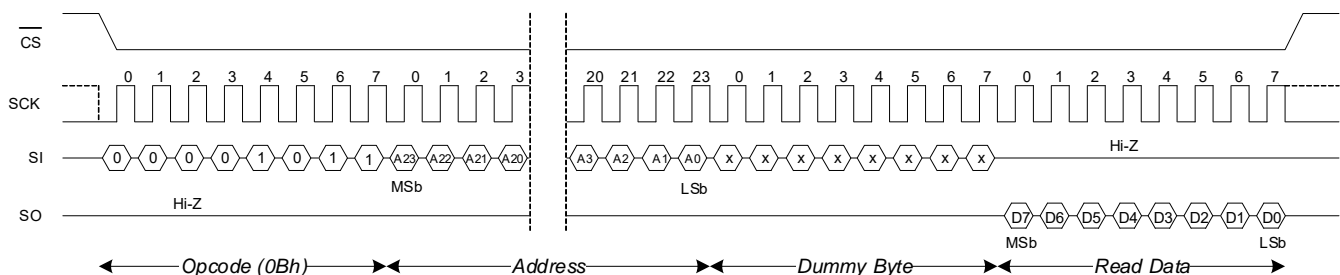 CS
0 1 2 3 4 5 6 7 0 1 2 3 20 21 22 23 0 1 2 3 4 5 6 7 0 1 2 3 4 5 6 7
SCK
Hi-Z
SI 0 0 0 0 1 0 1 1 A23 A22 A21 A20 A3 A2 A1 A0 x x x x x x x x
MSb LSb
Hi-Z
SO D7 D6 D5 D4 D3 D2 D1 D0
MSb LSb
Opcode (0Bh) Address Dummy Byte Read Data